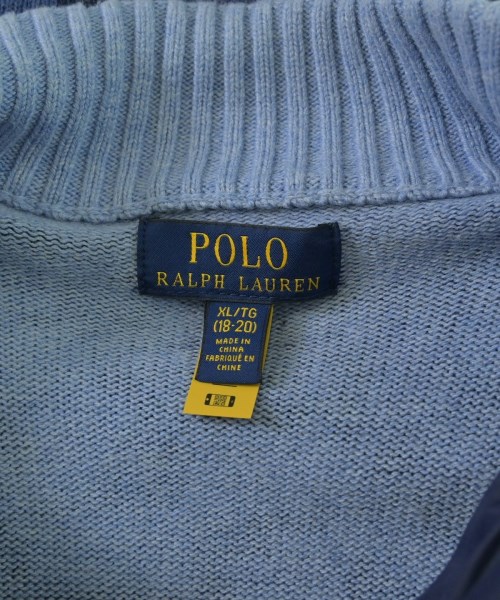 POLO
RALPH LAUREN
XL/TG
(18-20)
MADE IN
CHINA
FABRIQUÉ EN
CHINE